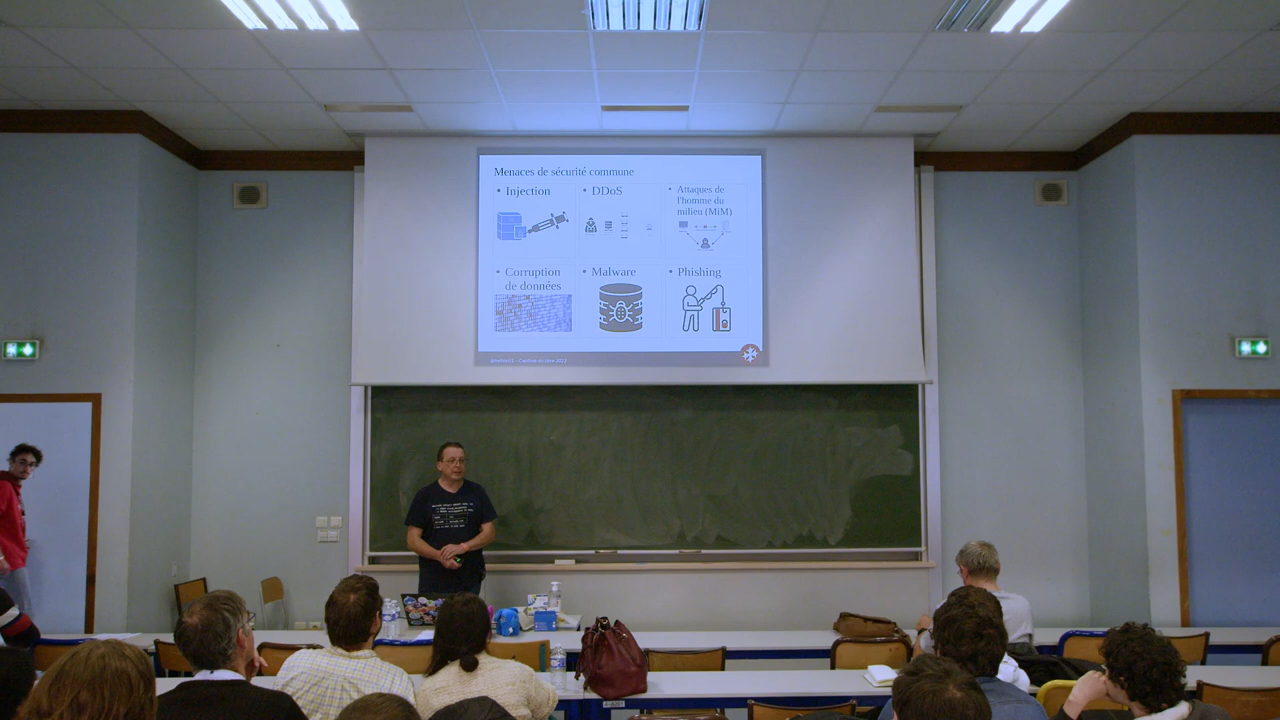 Menaces de sécurité commune
• Injection
• DDoS
• Attaques de
l'homme du
milieu (MiM)
• Corruption
de données
• Malware
• Phishing